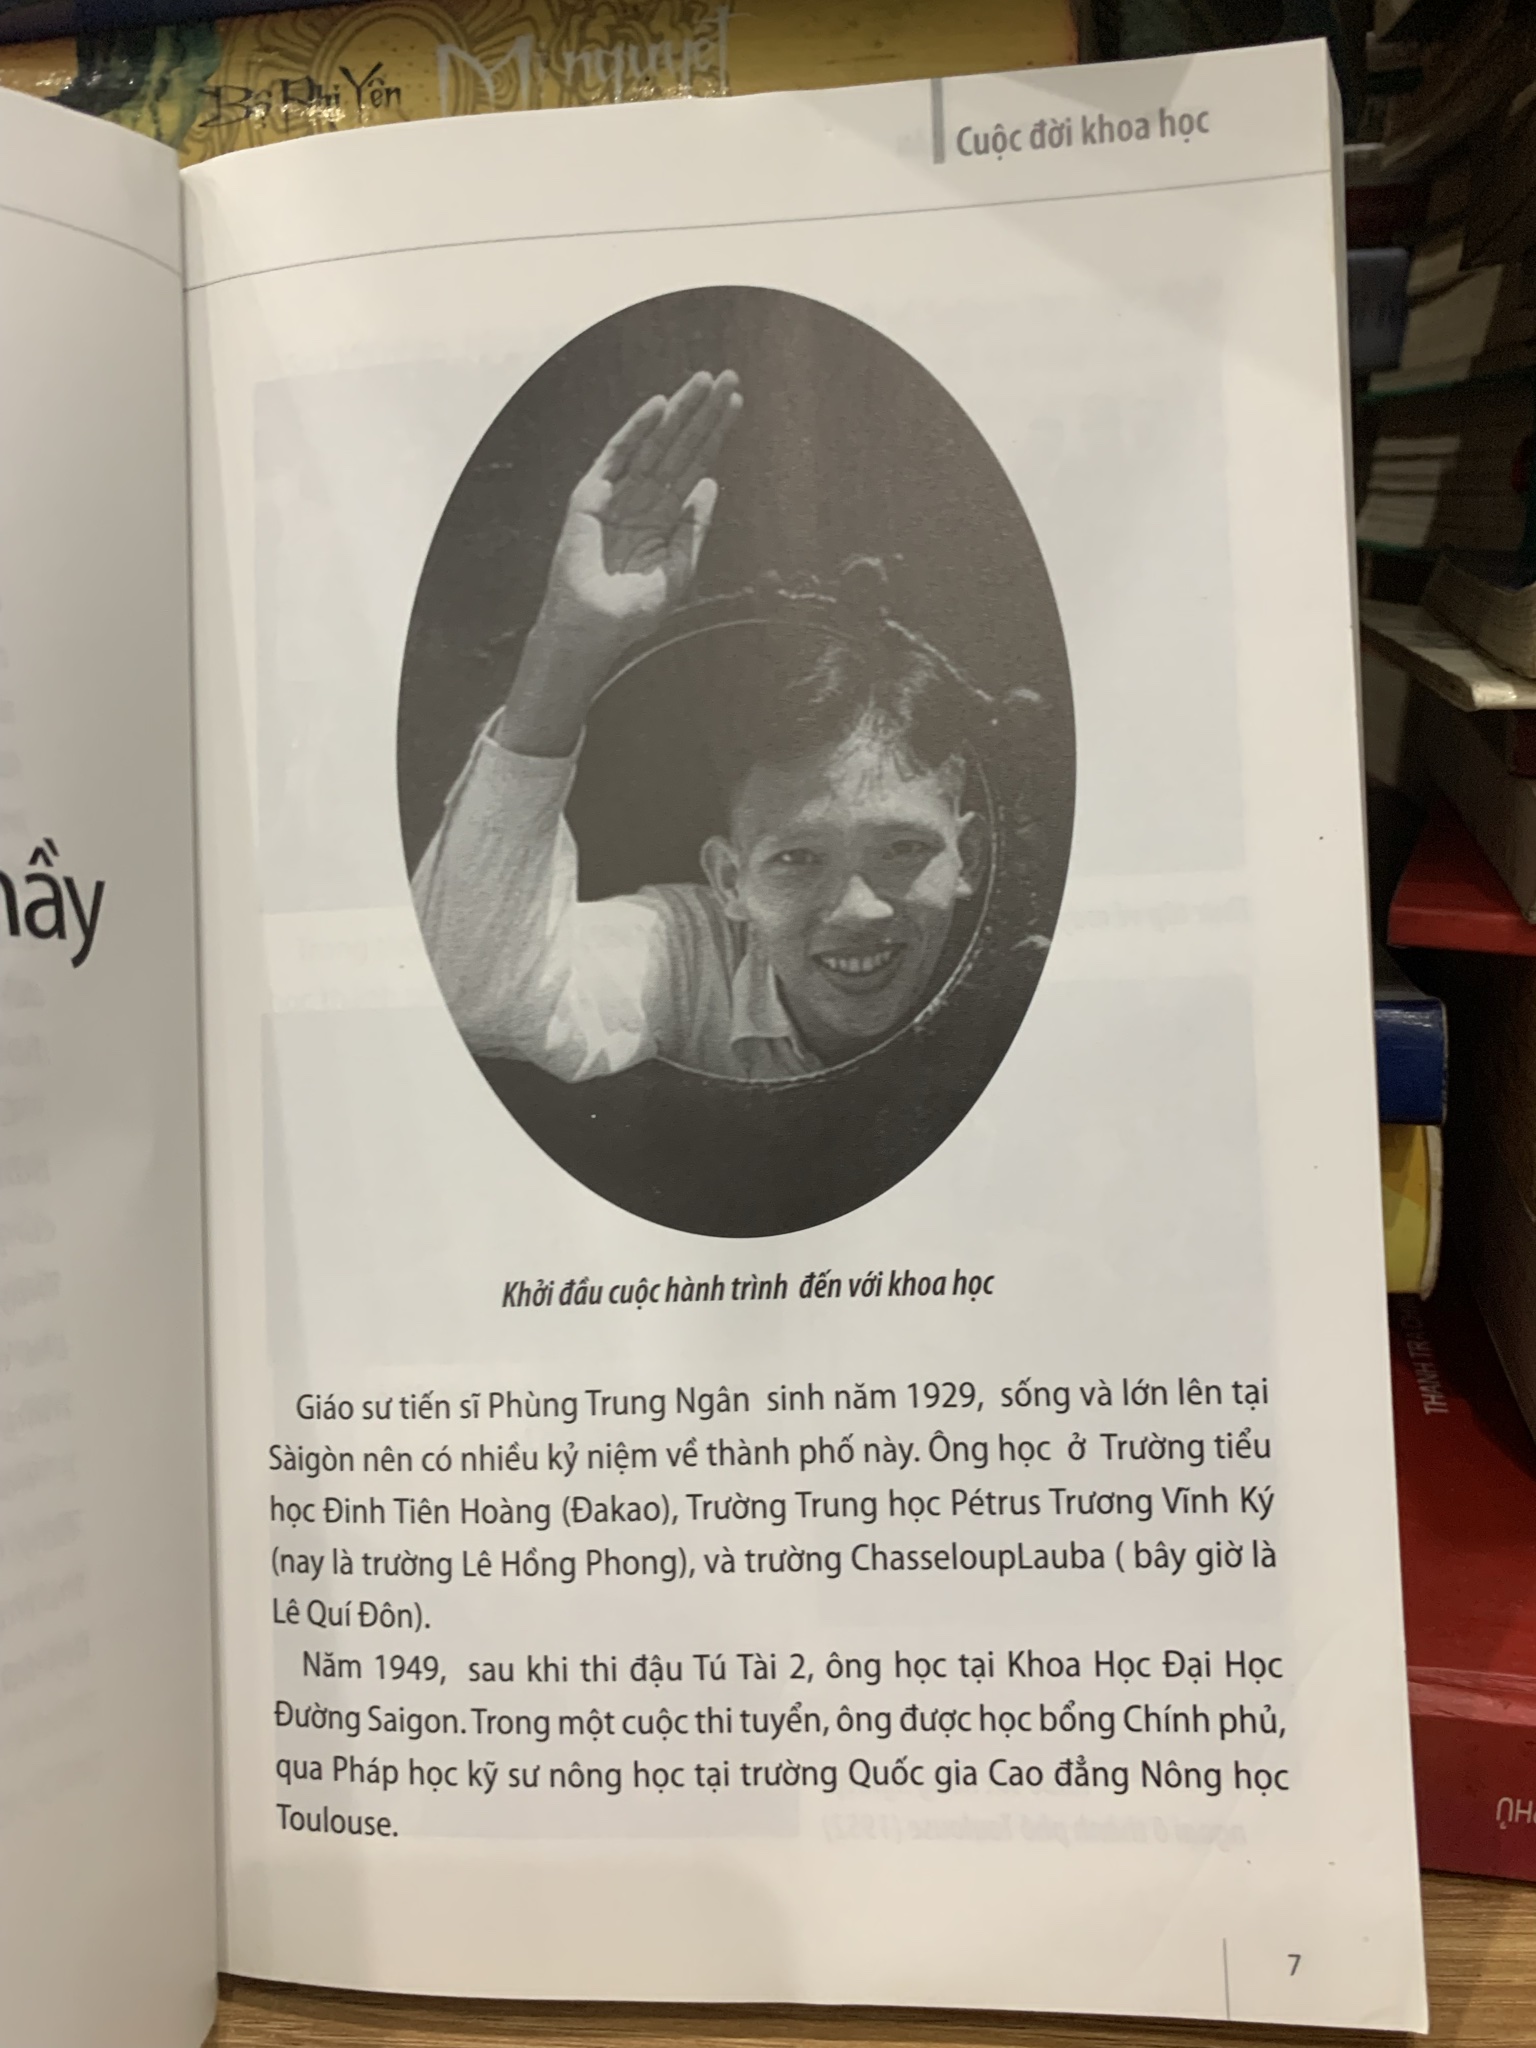 Bộ Phi Yên
Mi nguyệt
Cuộc đời khoa học
Khởi đầu cuộc hành trình đến với khoa học
Giáo sư tiến sĩ Phùng Trung Ngân sinh năm 1929, sống và lớn lên tại
Sàigòn nên có nhiều kỷ niệm về thành phố này. Ông học ở Trường tiểu
học Đinh Tiên Hoàng (Đakao), Trường Trung học Pétrus Trương Vĩnh Ký
(nay là trường Lê Hồng Phong), và trường ChasseloupLauba ( bây giờ là
Lê Quí Đôn).
Năm 1949, sau khi thi đậu Tú Tài 2, ông học tại Khoa Học Đại Học
Đường Saigon. Trong một cuộc thi tuyển, ông được học bổng Chính phủ,
qua Pháp học kỹ sư nông học tại trường Quốc gia Cao đẳng Nông học
Toulouse.
7